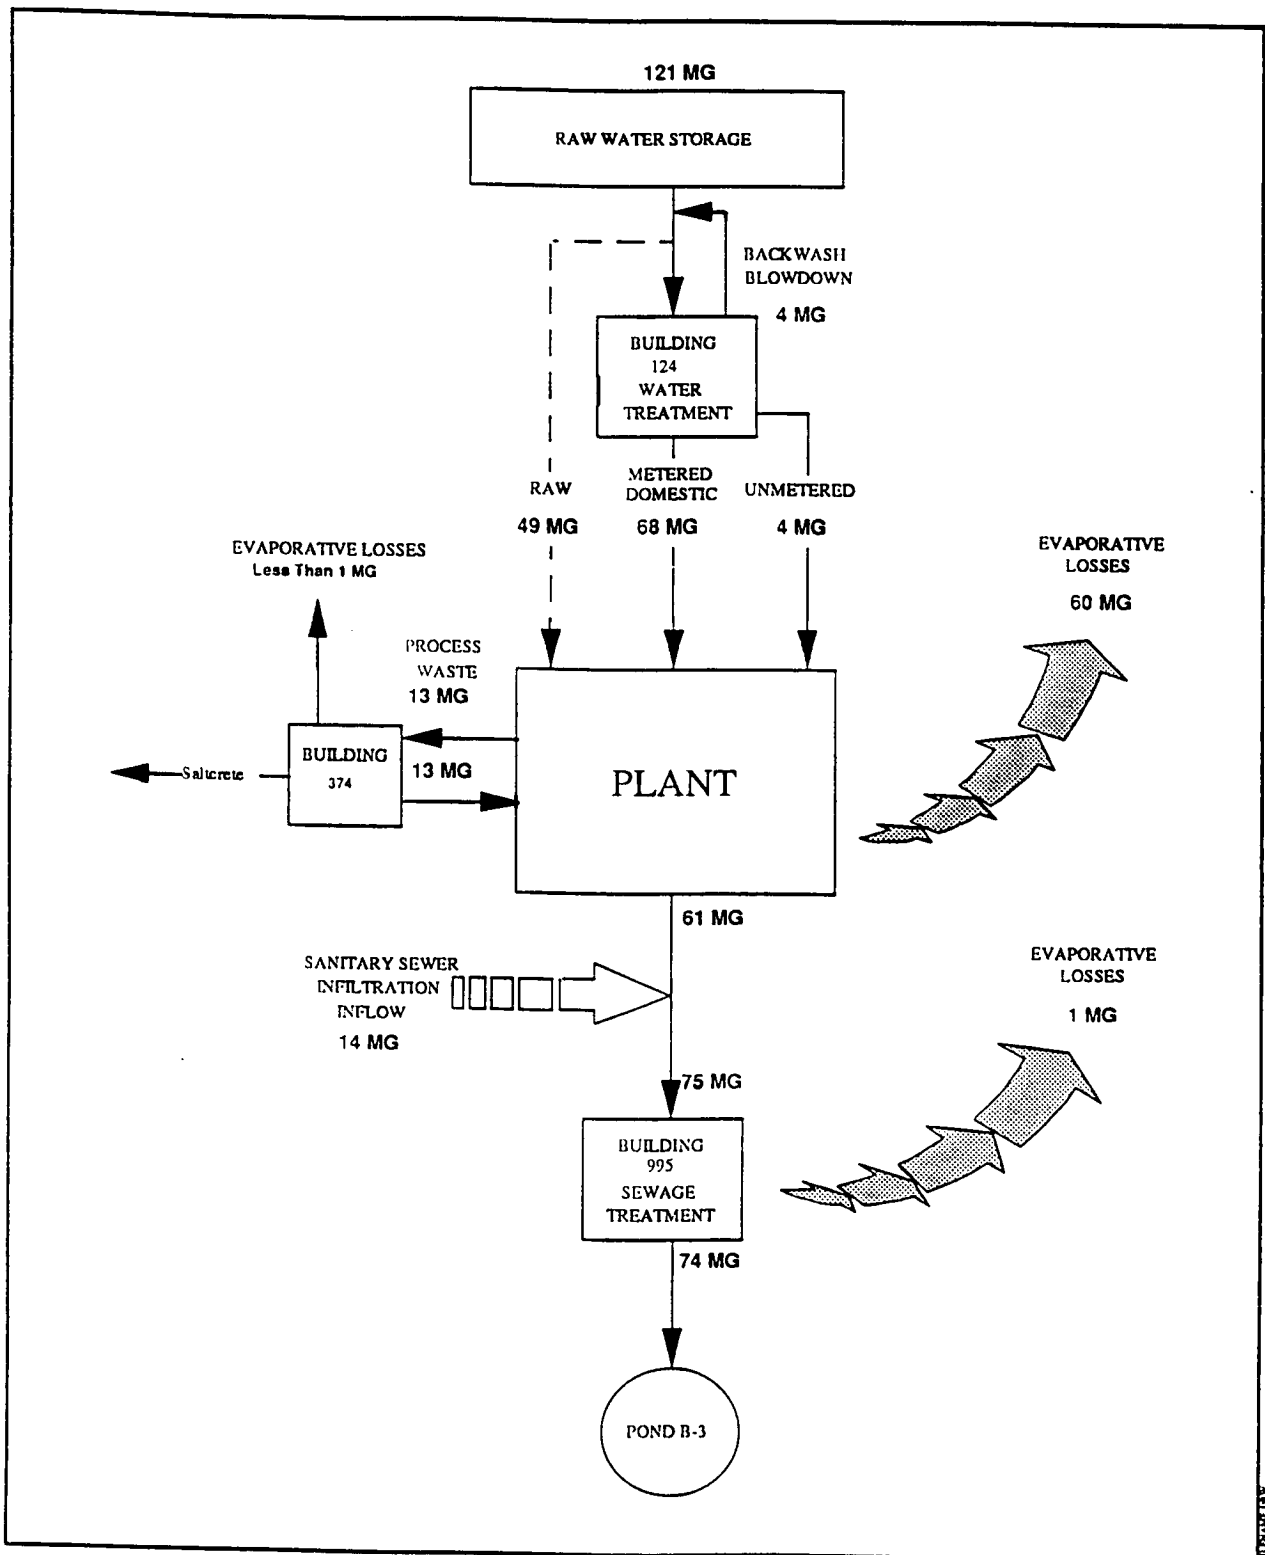 121 MG
RAW WATER STORAGE
BACKWASH
BLOWDOWN
4 MG
BUILDING
124
WATER
TREATMENT
RAW
49 MG
METERED
DOMESTIC
68 MG
UNMETERED
4 MG
EVAPORATIVE LOSSES
Less Than 1 MG
EVAPORATIVE
LOSSES
60 MG
PROCESS
WASTE
13 MG
BUILDING
374
13 MG
Saltcrete
PLANT
61 MG
SANITARY SEWER
INFILTRATION
INFLOW
14 MG
EVAPORATIVE
LOSSES
1 MG
75 MG
BUILDING
995
SEWAGE
TREATMENT
74 MG
POND B-3